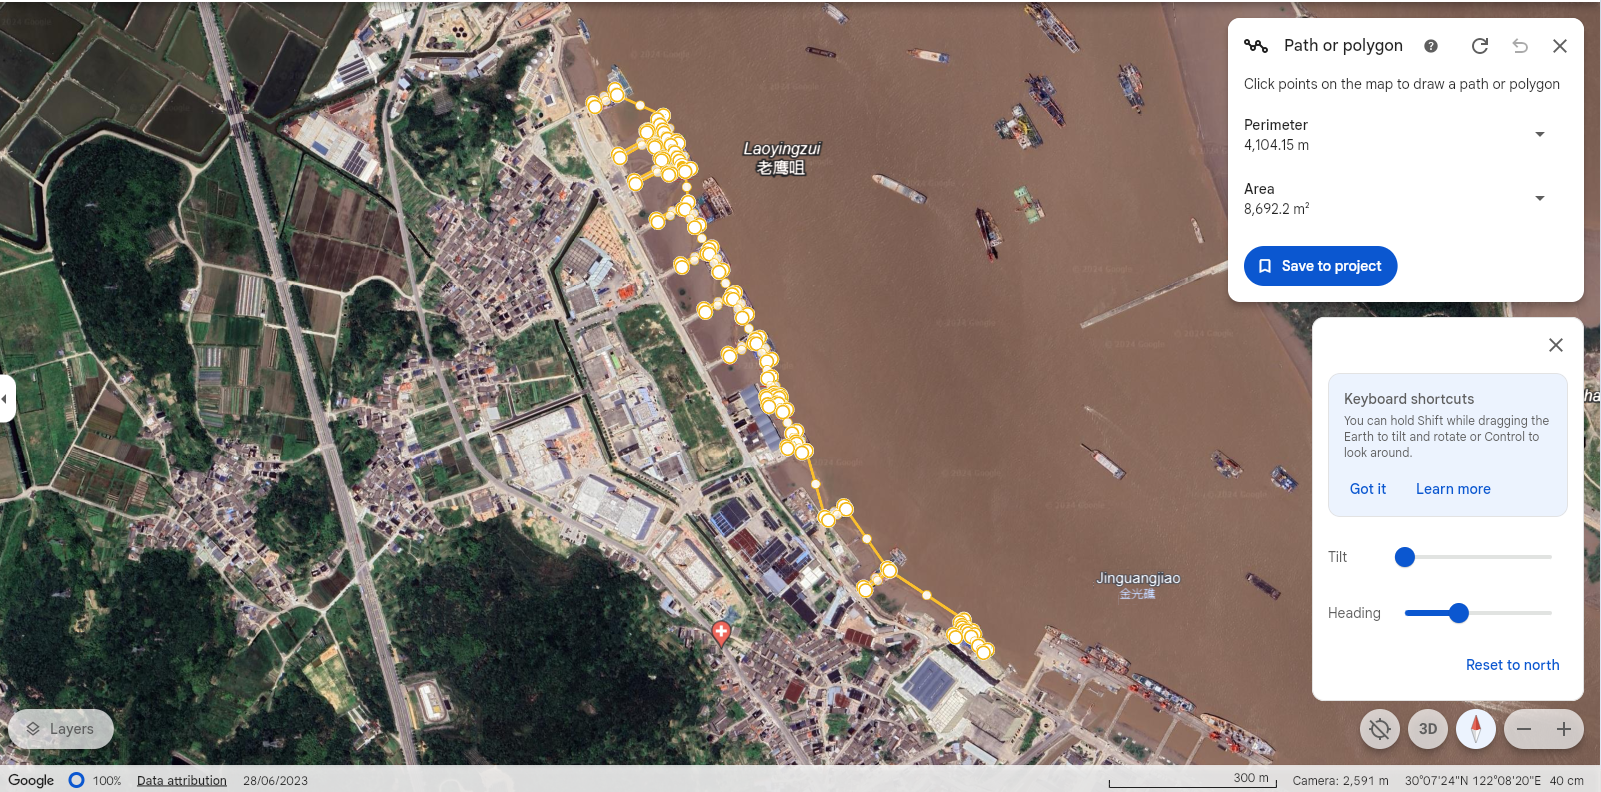 Path or polygon
Click points on the map to draw a path or polygon
Perimeter
4,104.15 m
Area
8,692.2 m²
Save to project
Laoyingzui
老鹰咀
Keyboard shortcuts
You can hold Shift while dragging the
Earth to tilt and rotate or Control to
look around.
Got it
Learn more
Tilt
Heading
Reset to north
Jinguangjiao
金光礁
Layers
3D
Google
100%
Data attribution
28/06/2023
300 m
Camera: 2,591 m
30°07'24"N 122°08'20"E
40 cm